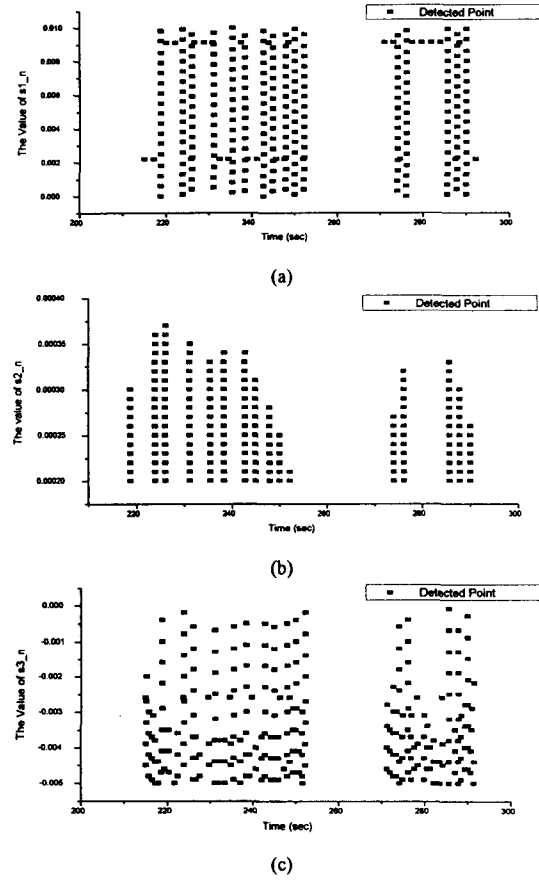 Detected Point
The Value of s1_n
0.010
0.008
0.006
0.004
0.002
0.000
200 220 240 260 280 300
Time (sec)
(a)
Detected Point
The value of s2_n
0.00040
0.00035
0.00030
0.00025
0.00020
220 240 260 280 300
Time (sec)
(b)
Detected Point
The Value of s3_n
0.000
-0.001
-0.002
-0.003
-0.004
-0.005
200 220 240 260 280 300
Time (sec)
(c)